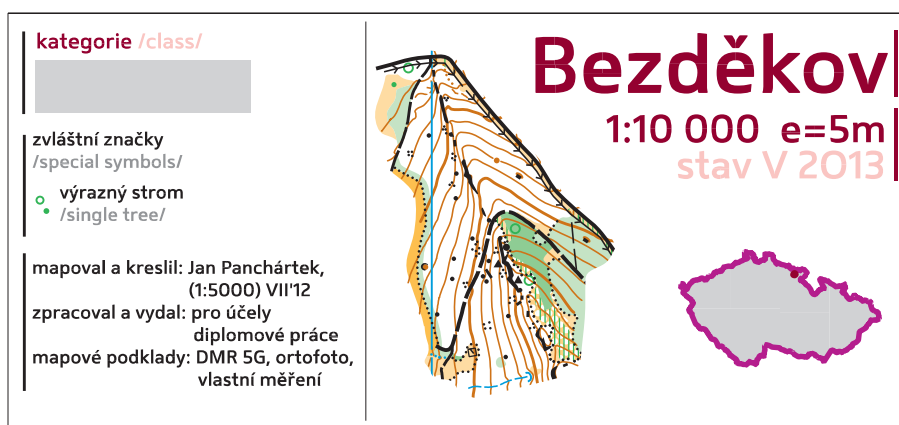 kategorie /class/
zvláštní značky
/special symbols/
výrazný strom
/single tree/
mapoval a kreslil: Jan Panchártek,
(1:5000) VII'12
zpracoval a vydal: pro účely
diplomové práce
mapové podklady: DMR 5G, ortofoto,
vlastní měření
Bezděkov
1:10 000 e=5m
stav V 2013